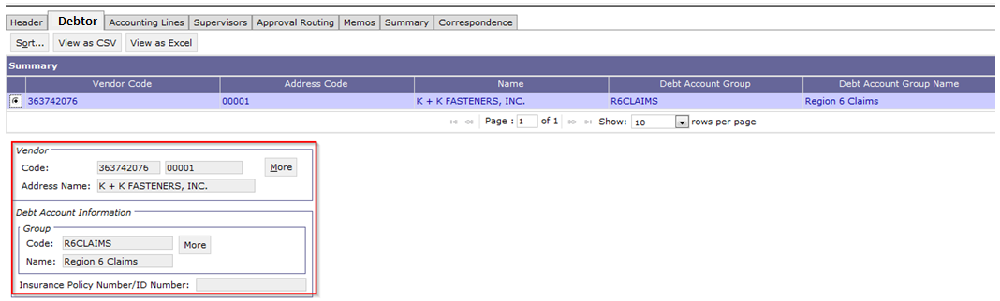 Header Debtor Accounting Lines Supervisors Approval Routing Memos Summary Correspondence
Sort... View as CSV View as Excel
Summary
Vendor Code Address Code Name Debt Account Group Debt Account Group Name
363742076 00001 K + K FASTENERS, INC. R6CLAIMS Region 6 Claims
Page : 1 of 1 Show: 10 rows per page
Vendor
Code: 363742076 00001 More
Address Name: K + K FASTENERS, INC.
Debt Account Information
Group
Code: R6CLAIMS More
Name: Region 6 Claims
Insurance Policy Number/ID Number: